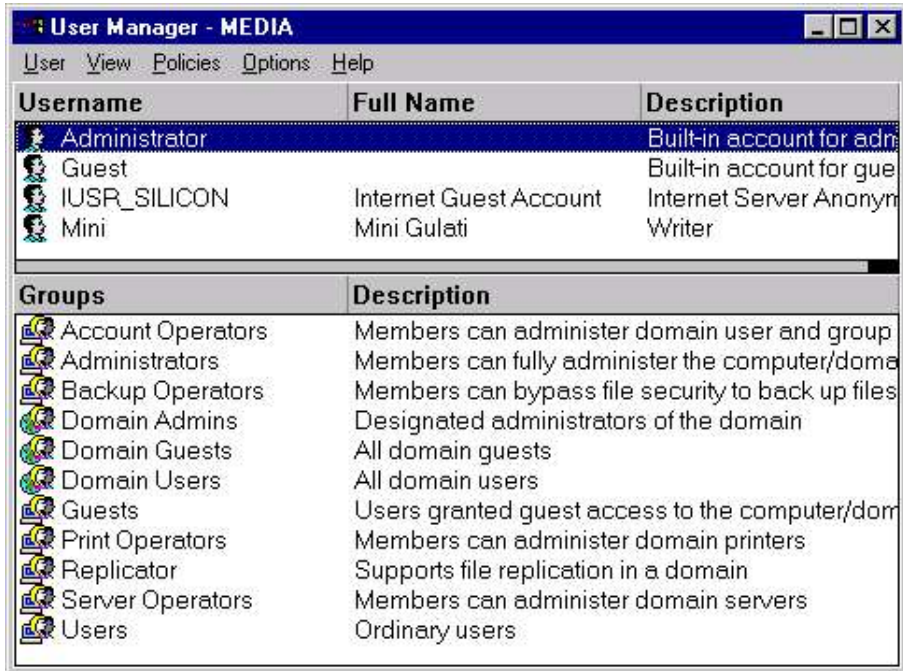 User Manager - MEDIA
User View Policies Options Help
Username Full Name Description
Administrator Built-in account for adm
Guest Built-in account for gue
IUSR_SILICON Internet Guest Account Internet Server Anonym
Mini Mini Gulati Writer
Groups Description
Account Operators Members can administer domain user and group
Administrators Members can fully administer the computer/doma
Backup Operators Members can bypass file security to back up files
Domain Admins Designated administrators of the domain
Domain Guests All domain guests
Domain Users All domain users
Guests Users granted guest access to the computer/dom
Print Operators Members can administer domain printers
Replicator Supports file replication in a domain
Server Operators Members can administer domain servers
Users Ordinary users